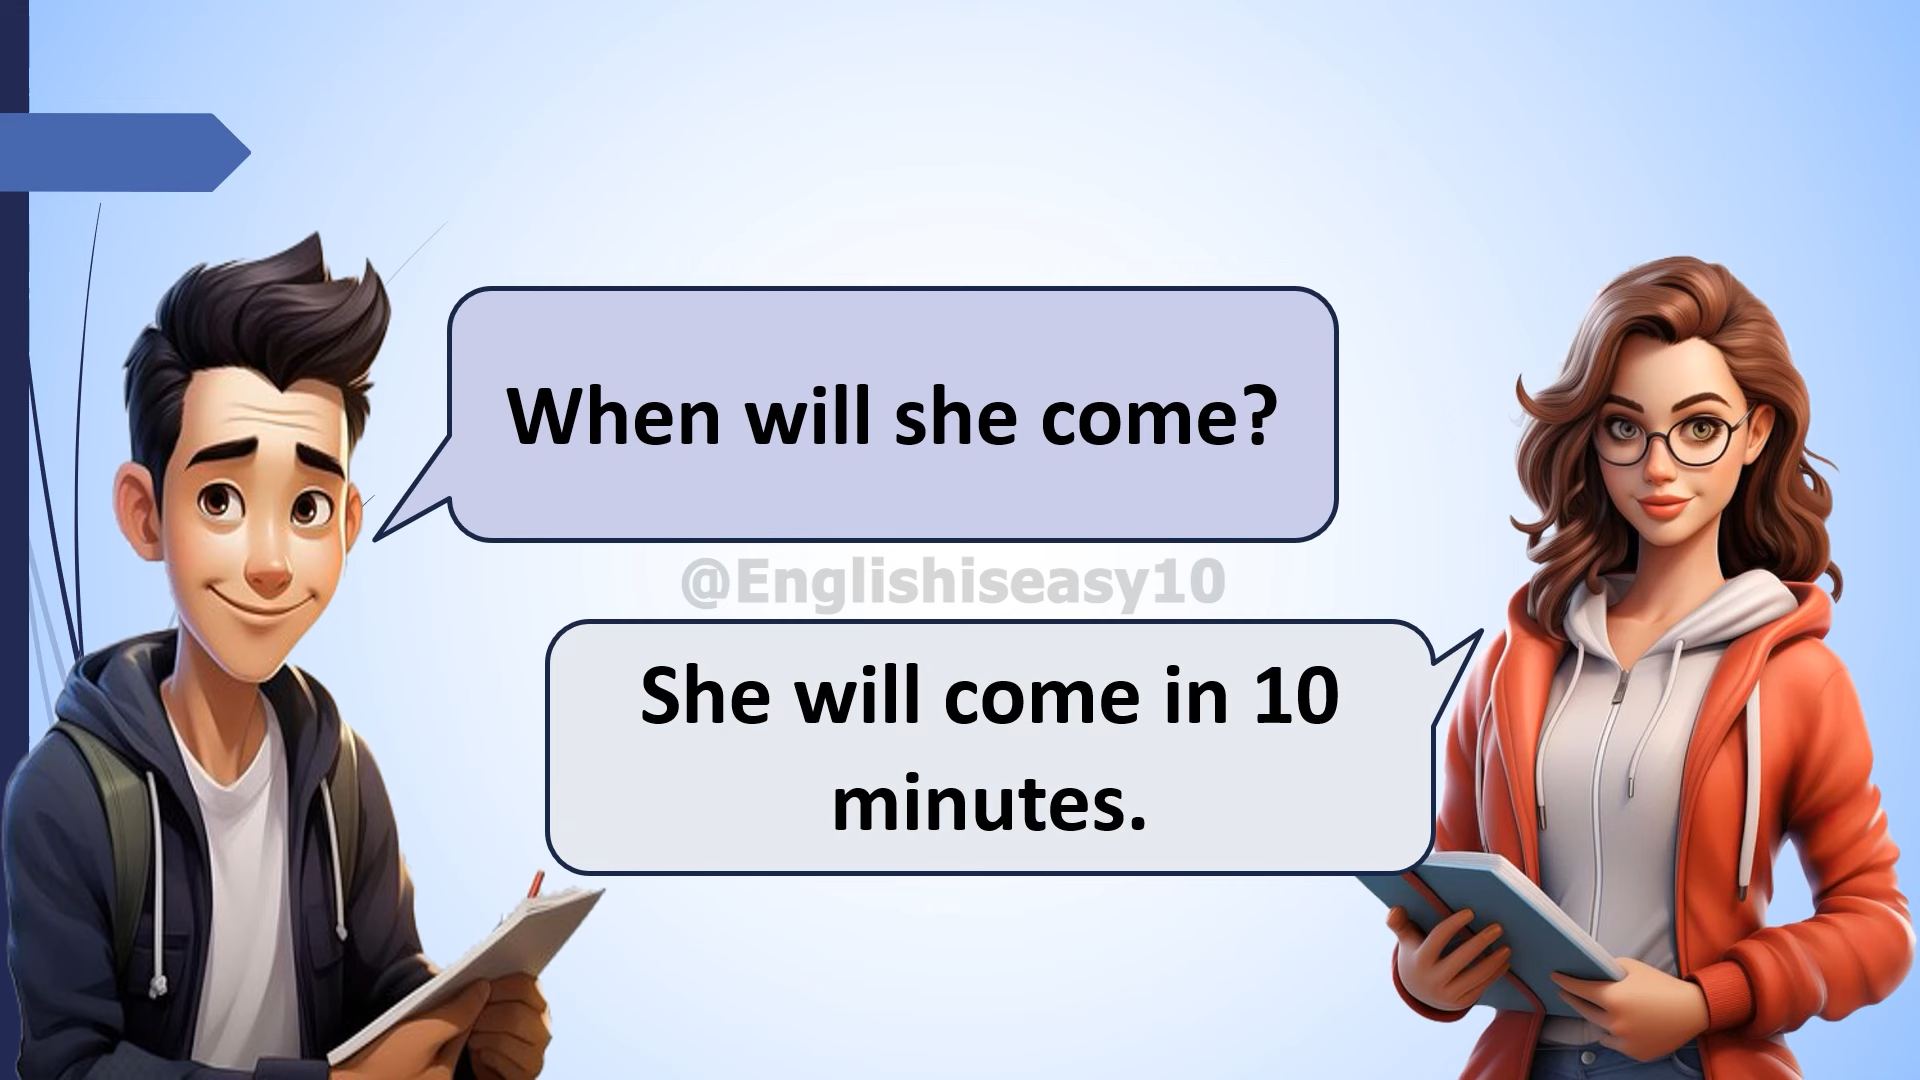 When will she come?
@Englishiseasy10
She will come in 10
minutes.